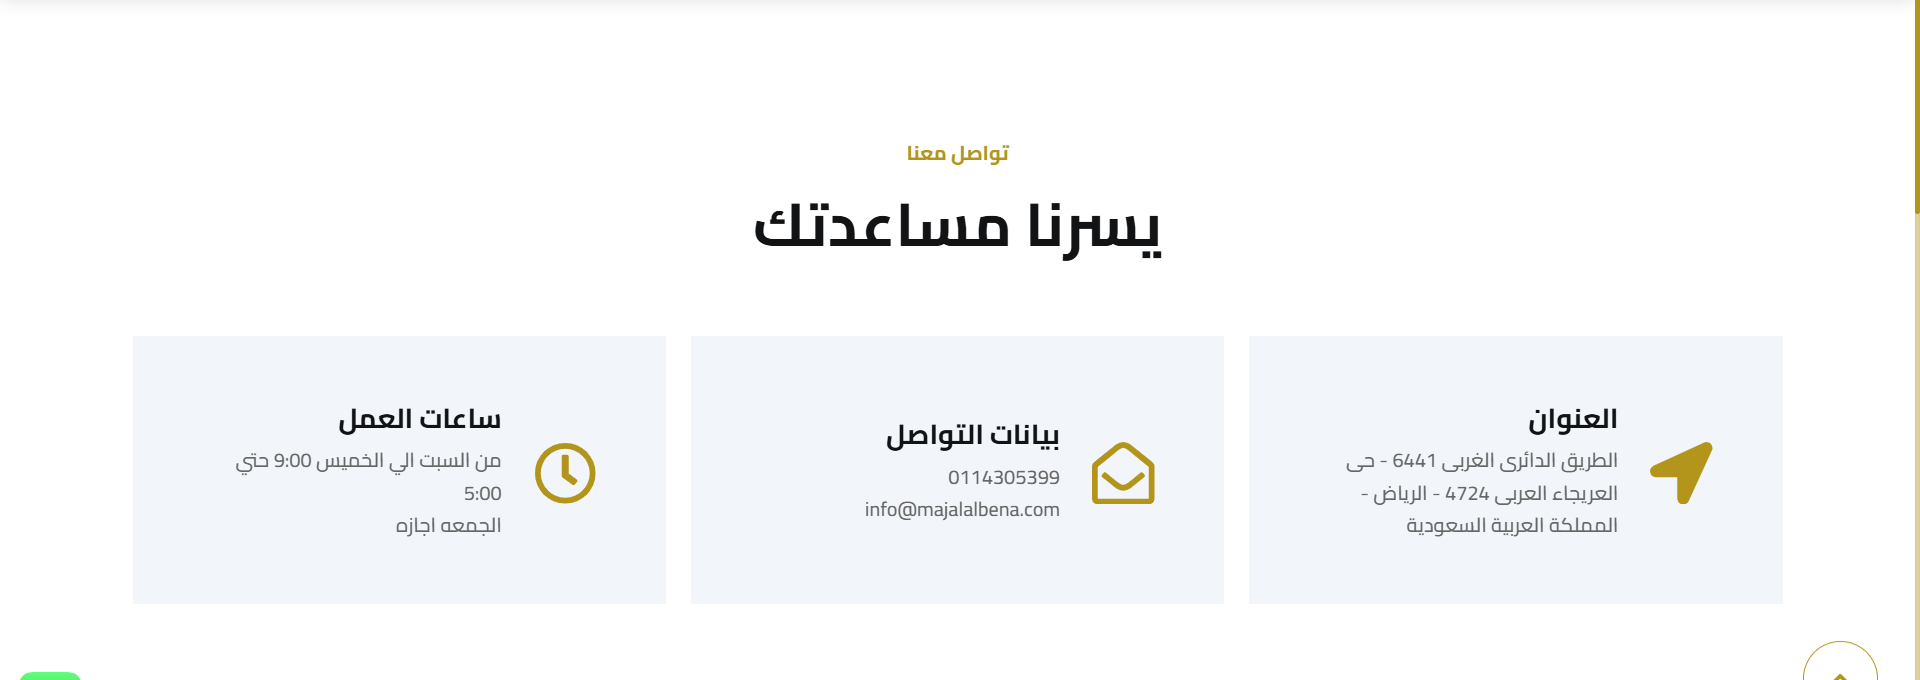 تواصل معنا
يسرنا مساعدتك
العنوان
الطريق الدائرى الغربى 6441 - حى
العريجاء العربى 4724 - الرياض -
المملكة العربية السعودية
بيانات التواصل
0114305399
info@majalalbena.com
ساعات العمل
من السبت الي الخميس 9:00 حتي
5:00
الجمعه اجازه